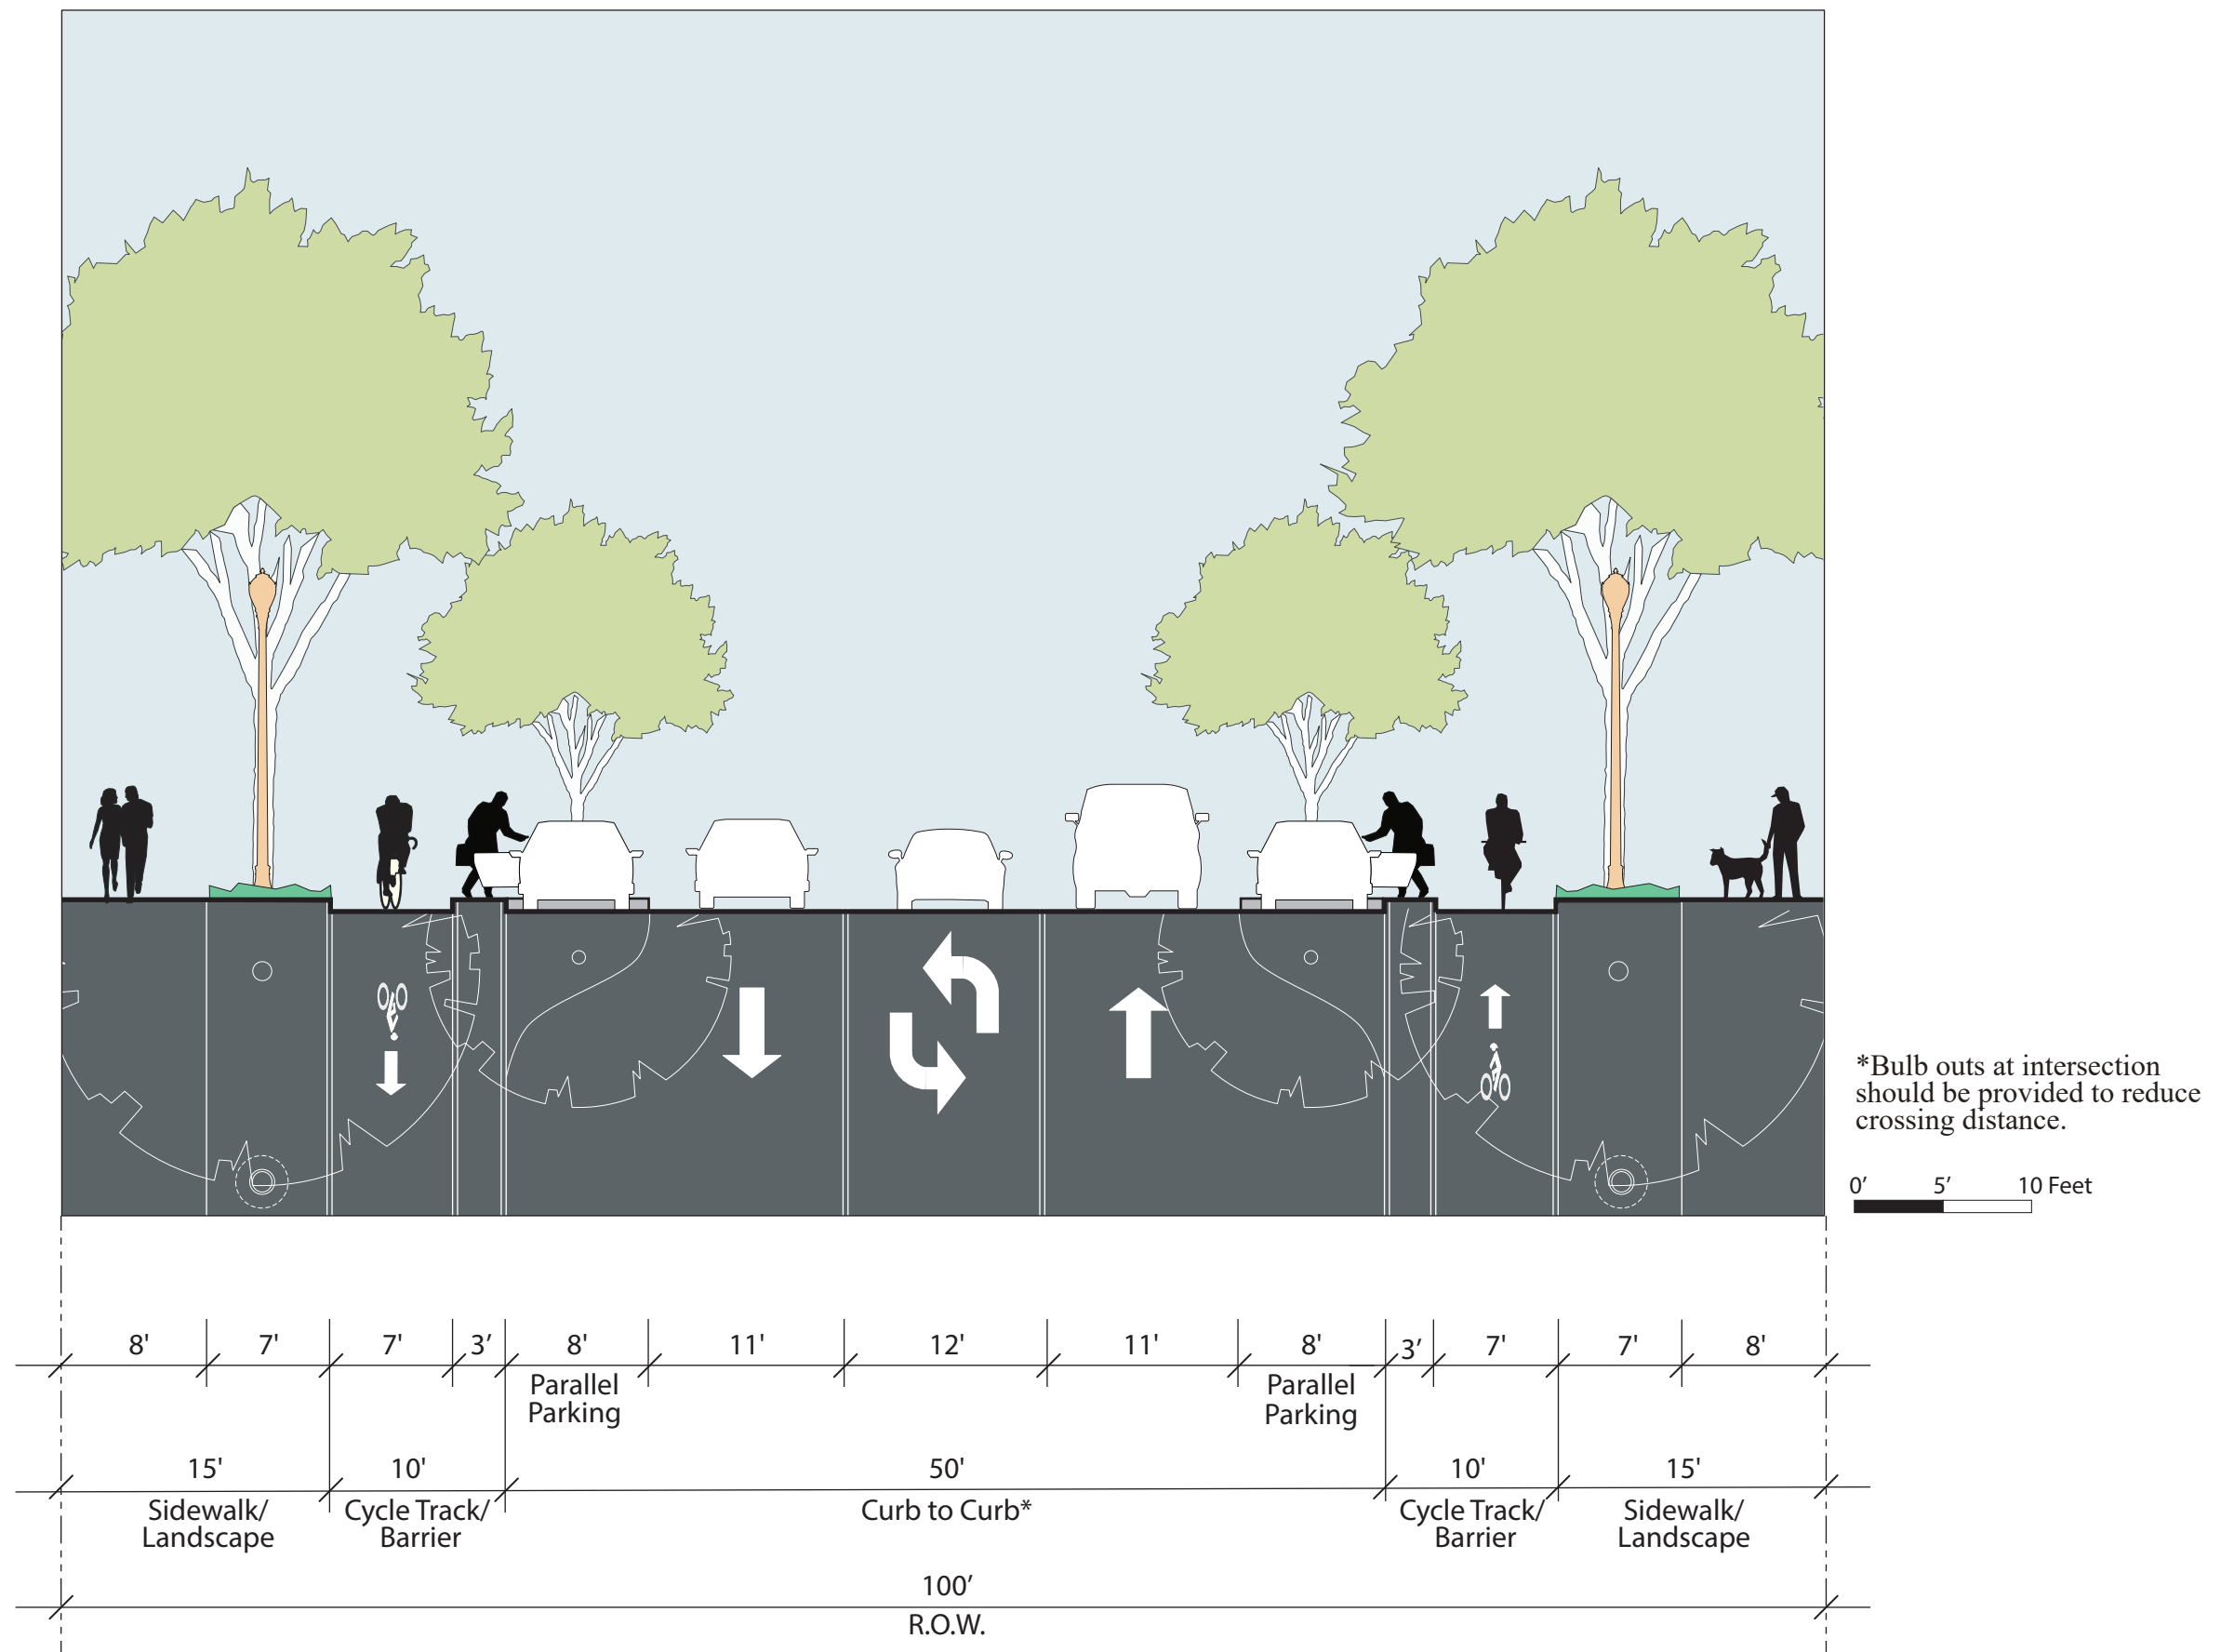 *Bulb outs at intersection
should be provided to reduce
crossing distance.
0’ 5’ 10 Feet
8' 7' 7' 3’ 8' 11' 12' 11' 8' 3’ 7' 7' 8'
Parallel
Parking
Parallel
Parking
15' 10' 50' 10' 15'
Sidewalk/
Landscape
Cycle Track/
Barrier
Curb to Curb*
Cycle Track/
Barrier
Sidewalk/
Landscape
100’
R.O.W.